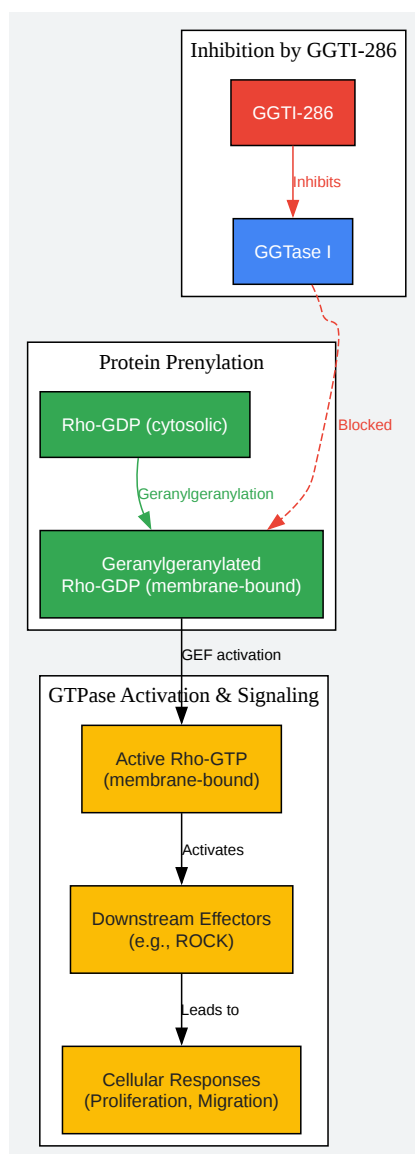 Inhibition by GGTI-286
GGTI-286
Inhibits
GGTase I
Protein Prenylation
Rho-GDP (cytosolic)
Blocked
Geranylgeranylation
Geranylgeranylated
Rho-GDP (membrane-bound)
GEF activation
GTPase Activation & Signaling
Active Rho-GTP
(membrane-bound)
Activates
Downstream Effectors
(e.g., ROCK)
Leads to
Cellular Responses
(Proliferation, Migration)